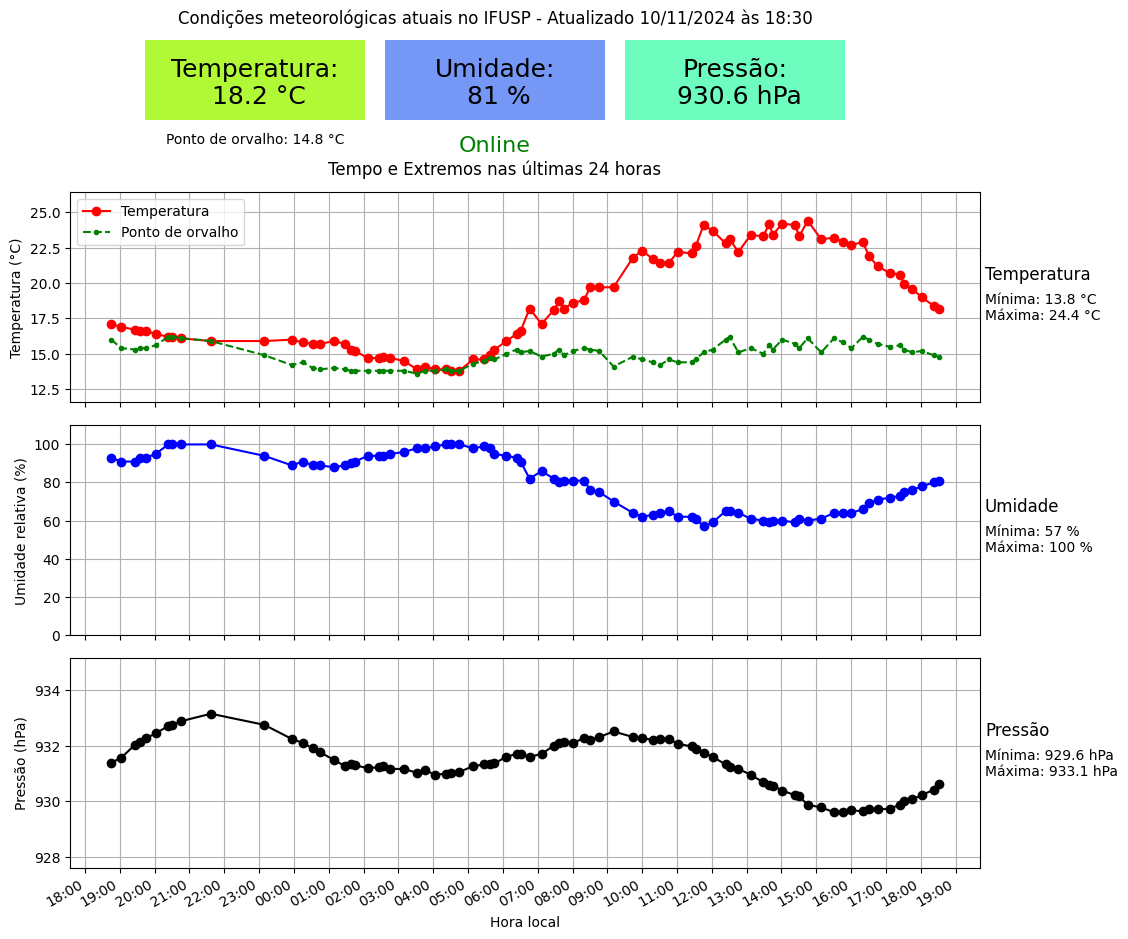 Condições meteorológicas atuais no IFUSP - Atualizado 10/11/2024 às 18:30
Temperatura:
18.2 °C
Umidade:
81 %
Pressão:
930.6 hPa
Ponto de orvalho: 14.8 °C
Online
Tempo e Extremos nas últimas 24 horas
Temperatura (°C)
25.0
22.5
20.0
17.5
15.0
12.5
Temperatura
Ponto de orvalho
Temperatura
Mínima: 13.8 °C
Máxima: 24.4 °C
Umidade relativa (%)
100
80
60
40
20
0
Umidade
Mínima: 57 %
Máxima: 100 %
Pressão (hPa)
934
932
930
928
Pressão
Mínima: 929.6 hPa
Máxima: 933.1 hPa
18:00 19:00 20:00 21:00 22:00 23:00 00:00 01:00 02:00 03:00 04:00 05:00 06:00 07:00 08:00 09:00 10:00 11:00 12:00 13:00 14:00 15:00 16:00 17:00 18:00 19:00
Hora local